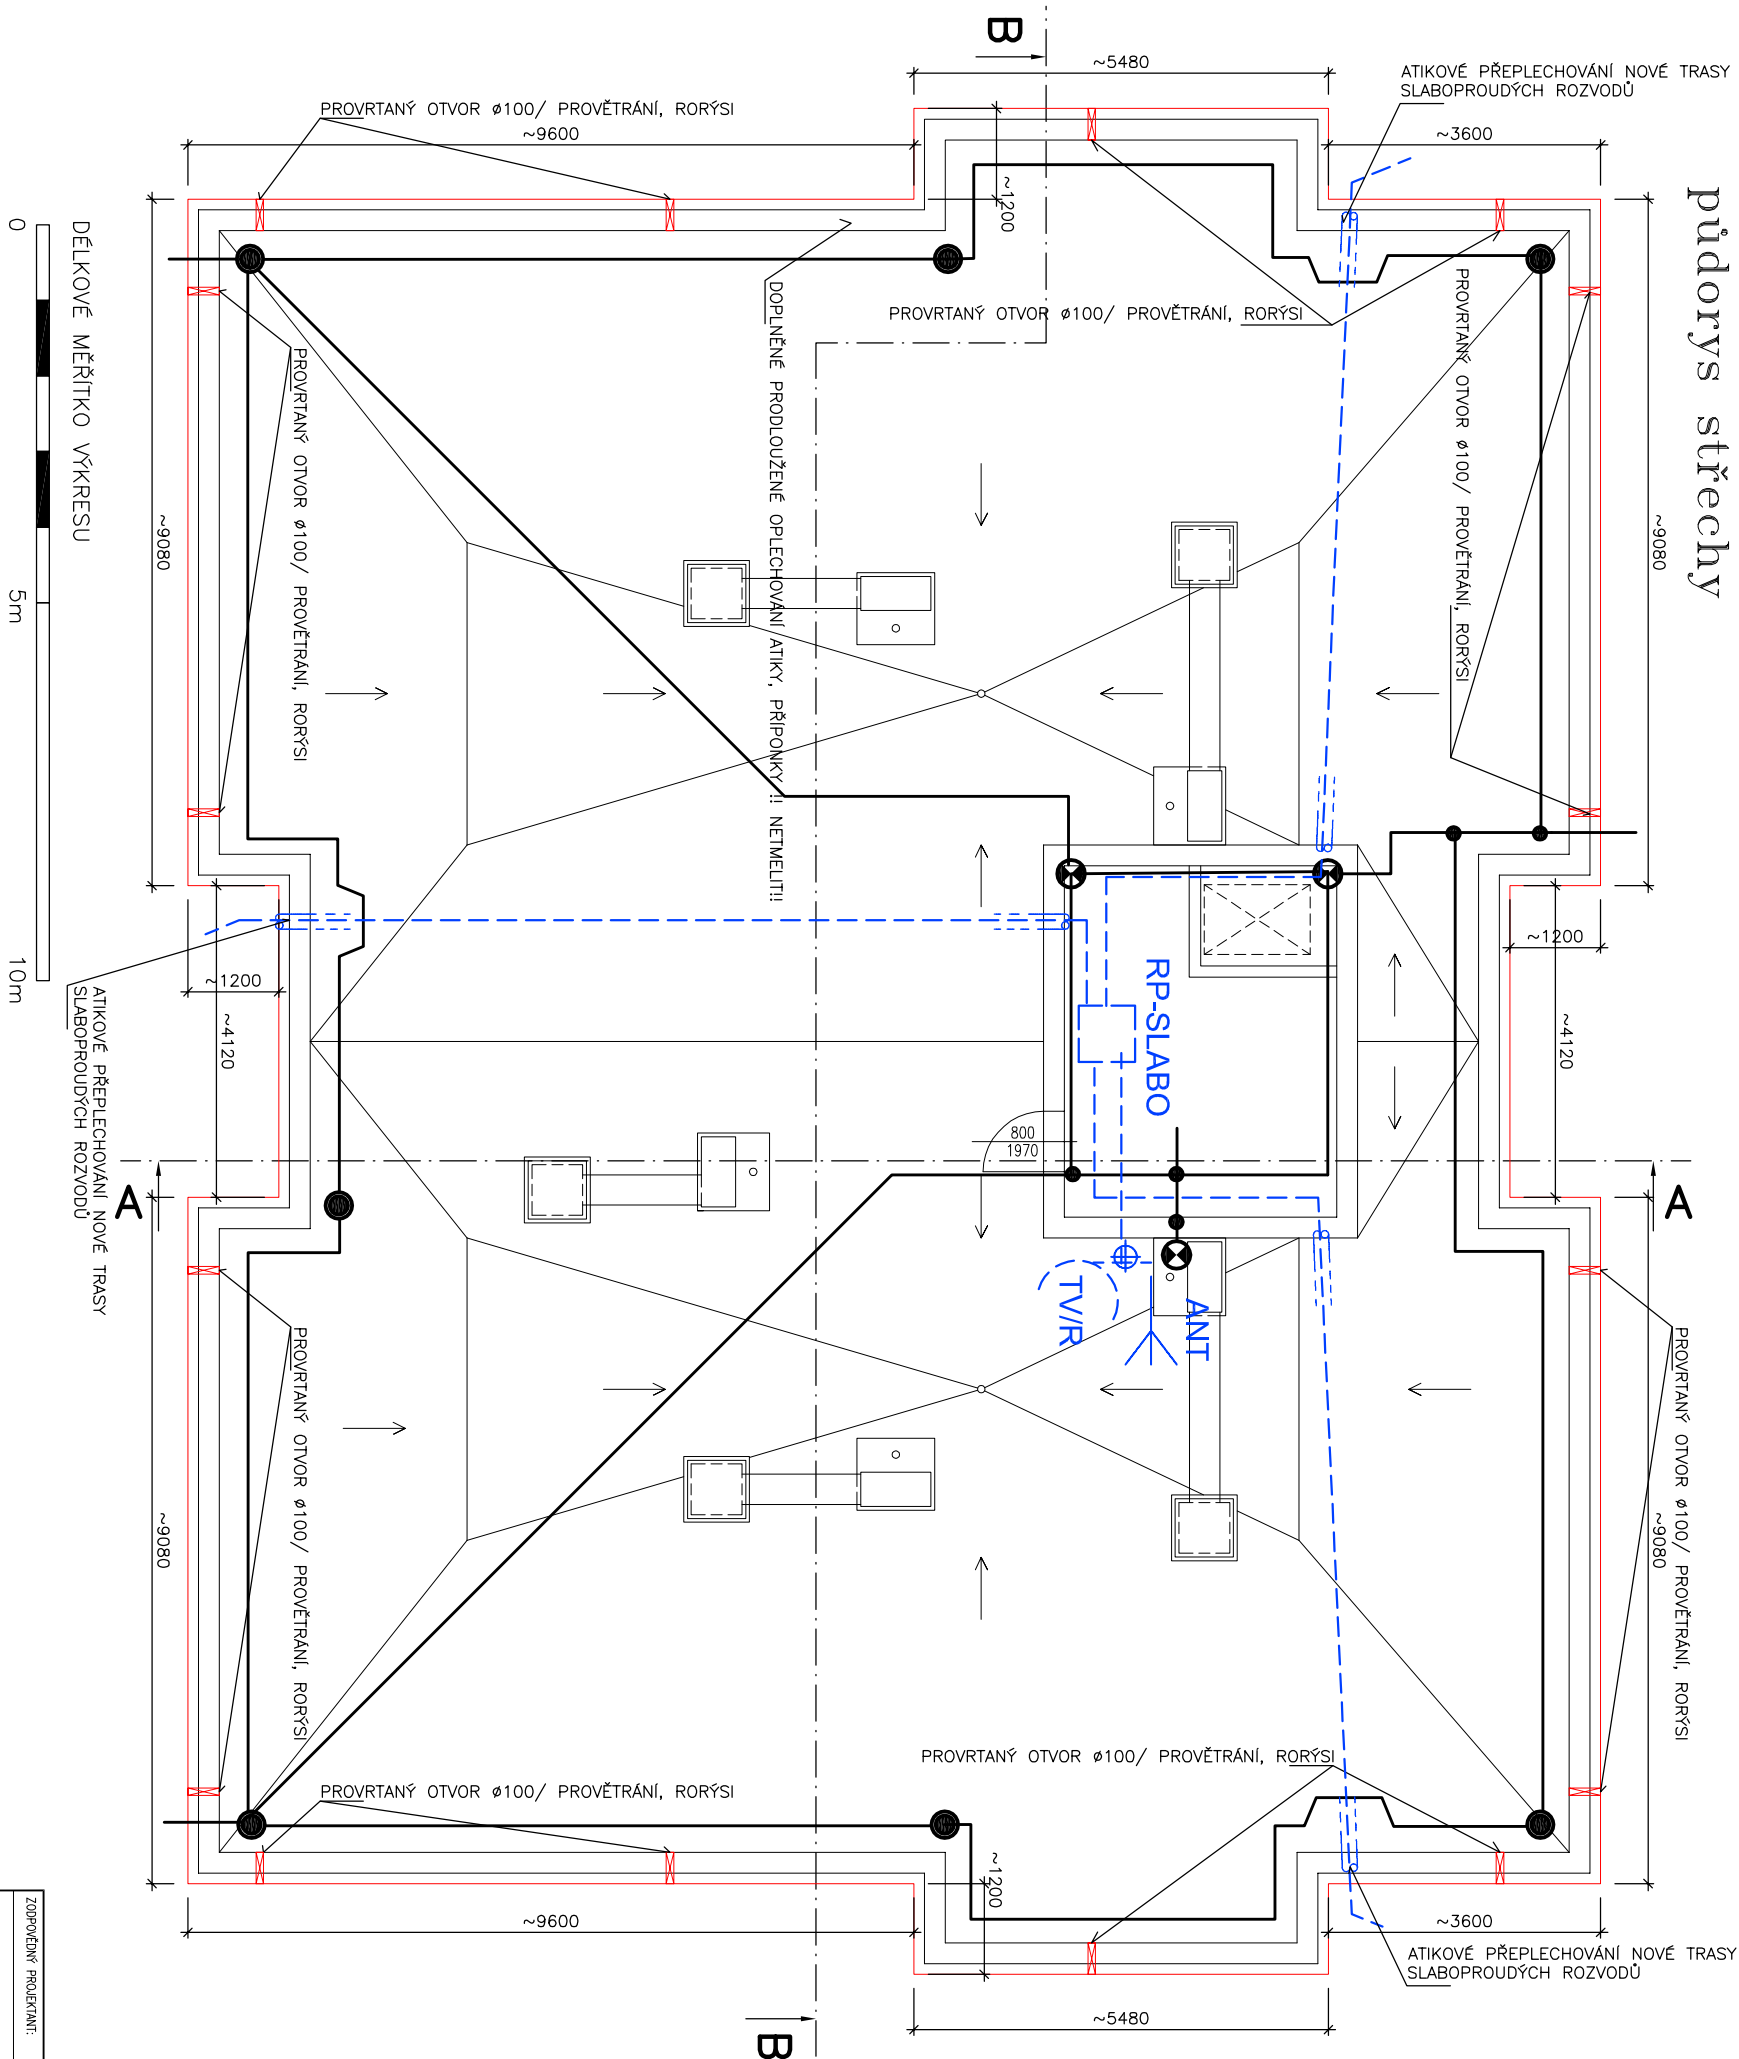 půdorys střechy
B
~5480
ATIKOVÉ PŘEPLECHOVÁNÍ NOVÉ TRASY
SLABOPROUDÝCH ROZVODŮ
PROVRTANÝ OTVOR ø100/ PROVĚTRÁNÍ, RORÝSI
~9600
~3600
~1200
PROVRTANÝ OTVOR ø100/ PROVĚTRÁNÍ, RORÝSI
PROVRTANÝ OTVOR ø100/ PROVĚTRÁNÍ, RORÝSI
~9080
DOPLNĚNÉ PRODLOUŽENÉ OPLECHOVÁNÍ ATIKY, PŘÍPONKY !! NETMELIT!!
PROVRTANÝ OTVOR ø100/ PROVĚTRÁNÍ, RORÝSI
~9080
DÉLKOVÉ MĚŘÍTKO VÝKRESU
0
5m
10m
~1200
~1200
~4120
~4120
RP-SLABO
800
1970
A
A
ATIKOVÉ PŘEPLECHOVÁNÍ NOVÉ TRASY
SLABOPROUDÝCH ROZVODŮ
TV/R
ANT
PROVRTANÝ OTVOR ø100/ PROVĚTRÁNÍ, RORÝSI
PROVRTANÝ OTVOR ø100/ PROVĚTRÁNÍ, RORÝSI
~9080
~9080
PROVRTANÝ OTVOR ø100/ PROVĚTRÁNÍ, RORÝSI
PROVRTANÝ OTVOR ø100/ PROVĚTRÁNÍ, RORÝSI
~1200
~9600
~3600
ATIKOVÉ PŘEPLECHOVÁNÍ NOVÉ TRASY
SLABOPROUDÝCH ROZVODŮ
~5480
B
ZODPOVĚDNÝ PROJEKTANT: